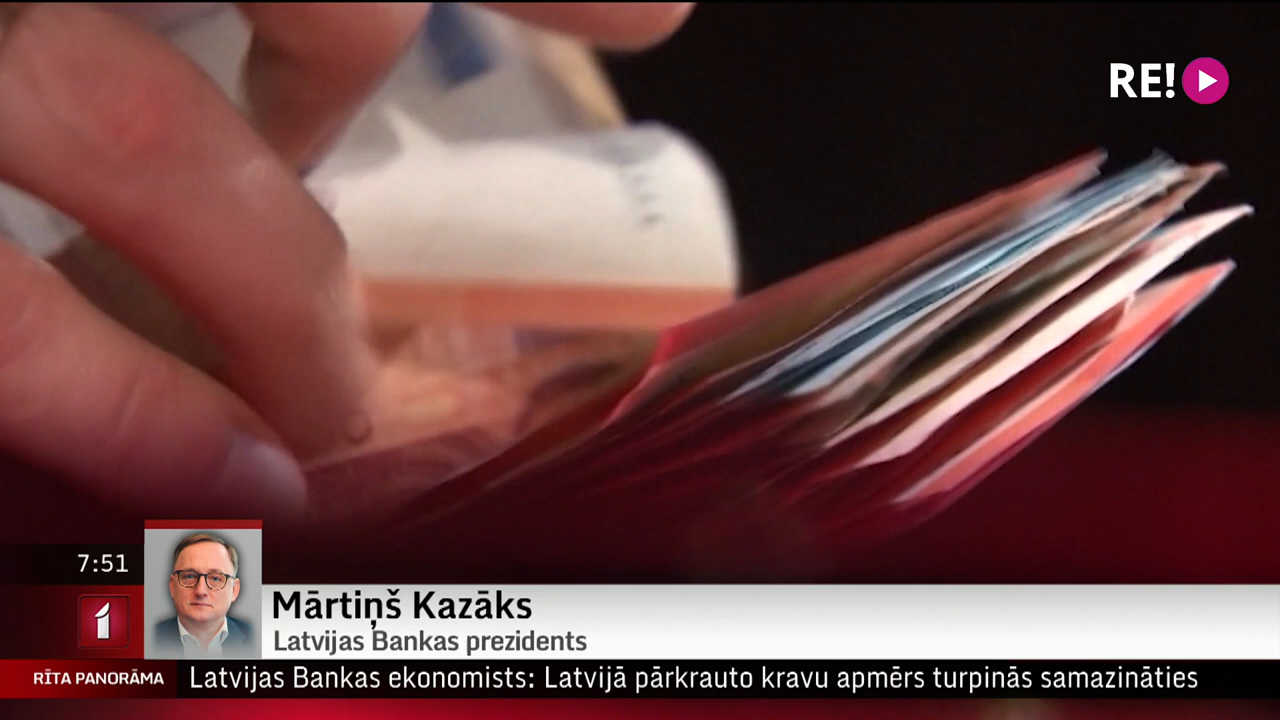 RE!
7:51
1
Mārtiņš Kazāks
Latvijas Bankas prezidents
RĪTA PANORĀMA
Latvijas Bankas ekonomists: Latvijā pārkrauto kravu apmērs turpinās samazināties